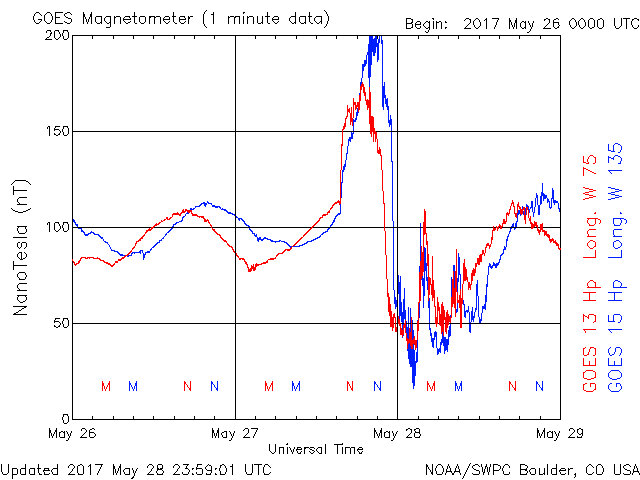 GOES Magnetometer (1 minute data)
Begin: 2017 May 26 0000 UTC
200
150
100
50
0
NanoTesla (nT)
M M N N M M N N M M N N
May 26 May 27 May 28 May 29
Universal Time
GOES 13 Hp Long. W 75
GOES 15 Hp Long. W 135
Updated 2017 May 28 23:59:01 UTC
NOAA/SWPC Boulder, CO USA